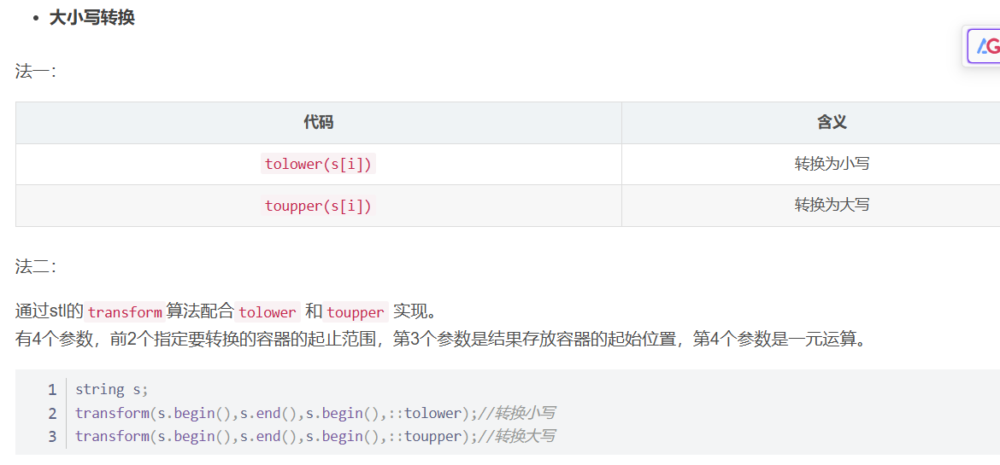 大小写转换
AG
法一：
代码 含义
tolower(s[i]) 转换为小写
toupper(s[i]) 转换为大写
法二：
通过stl的 transform 算法配合 tolower 和 toupper 实现。
有4个参数，前2个指定要转换的容器的起止范围，第3个参数是结果存放容器的起始位置，第4个参数是一元运算。
1 string s;
2 transform(s.begin(),s.end(),s.begin(),::tolower);//转换小写
3 transform(s.begin(),s.end(),s.begin(),::toupper);//转换大写